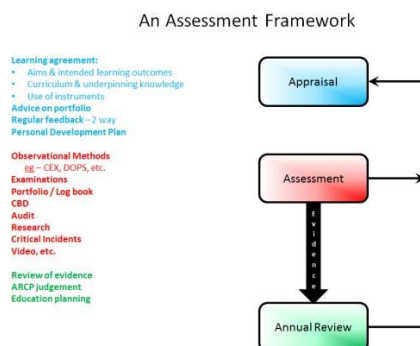 An Assessment Framework
Learning agreement:
• Aims & intended learning outcomes
• Curriculum & underpinning knowledge
• Use of instruments
Advice on portfolio
Regular feedback – 2 way
Personal Development Plan
Observational Methods
eg – CEX, DOPS, etc.
Examinations
Portfolio / Log book
CBD
Audit
Research
Critical Incidents
Video, etc.
Review of evidence
ARCP judgement
Education planning
Appraisal
Assessment
Evidence
Annual Review